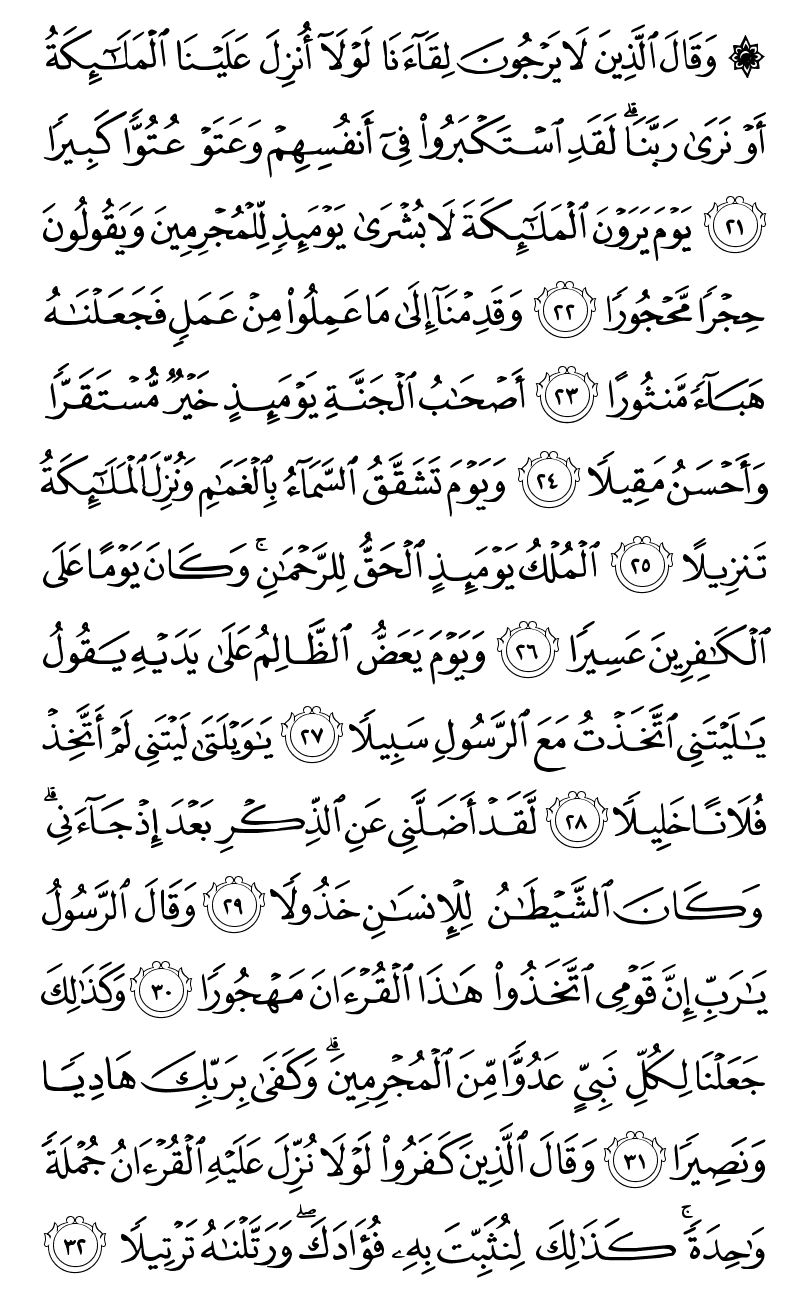 ۞ وَقَالَ ٱلَّذِينَ لَا يَرۡجُونَ لِقَآءَنَا لَوۡلَآ أُنزِلَ عَلَيۡنَا ٱلۡمَلَٰٓئِكَةُ
أَوۡ نَرَىٰ رَبَّنَاۗ لَقَدِ ٱسۡتَكۡبَرُواْ فِيٓ أَنفُسِهِمۡ وَعَتَوۡ عُتُوّٗا كَبِيرٗا
٢١ يَوۡمَ يَرَوۡنَ ٱلۡمَلَٰٓئِكَةَ لَا بُشۡرَىٰ يَوۡمَئِذٖ لِّلۡمُجۡرِمِينَ وَيَقُولُونَ
حِجۡرٗا مَّحۡجُورٗا ٢٢ وَقَدِمۡنَآ إِلَىٰ مَا عَمِلُواْ مِنۡ عَمَلٖ فَجَعَلۡنَٰهُ
هَبَآءٗ مَّنثُورًا ٢٣ أَصۡحَٰبُ ٱلۡجَنَّةِ يَوۡمَئِذٍ خَيۡرٞ مُّسۡتَقَرّٗا
وَأَحۡسَنُ مَقِيلٗا ٢٤ وَيَوۡمَ تَشَقَّقُ ٱلسَّمَآءُ بِٱلۡغَمَٰمِ وَنُزِّلَ ٱلۡمَلَٰٓئِكَةُ
تَنزِيلًا ٢٥ ٱلۡمُلۡكُ يَوۡمَئِذٍ ٱلۡحَقُّ لِلرَّحۡمَٰنِۚ وَكَانَ يَوۡمًا عَلَى
ٱلۡكَٰفِرِينَ عَسِيرٗا ٢٦ وَيَوۡمَ يَعَضُّ ٱلظَّالِمُ عَلَىٰ يَدَيۡهِ يَقُولُ
يَٰلَيۡتَنِي ٱتَّخَذۡتُ مَعَ ٱلرَّسُولِ سَبِيلٗا ٢٧ يَٰوَيۡلَتَىٰ لَيۡتَنِي لَمۡ أَتَّخِذۡ
فُلَانًا خَلِيلٗا ٢٨ لَّقَدۡ أَضَلَّنِي عَنِ ٱلذِّكۡرِ بَعۡدَ إِذۡ جَآءَنِيۗ
وَكَانَ ٱلشَّيۡطَٰنُ لِلۡإِنسَٰنِ خَذُولٗا ٢٩ وَقَالَ ٱلرَّسُولُ
يَٰرَبِّ إِنَّ قَوۡمِي ٱتَّخَذُواْ هَٰذَا ٱلۡقُرۡءَانَ مَهۡجُورٗا ٣٠ وَكَذَٰلِكَ
جَعَلۡنَا لِكُلِّ نَبِيٍّ عَدُوّٗا مِّنَ ٱلۡمُجۡرِمِينَۗ وَكَفَىٰ بِرَبِّكَ هَادِيٗا
وَنَصِيرٗا ٣١ وَقَالَ ٱلَّذِينَ كَفَرُواْ لَوۡلَا نُزِّلَ عَلَيۡهِ ٱلۡقُرۡءَانُ جُمۡلَةٗ
وَٰحِدَةٗۚ كَذَٰلِكَ لِنُثَبِّتَ بِهِۦ فُؤَادَكَۖ وَرَتَّلۡنَٰهُ تَرۡتِيلٗا ٣٢